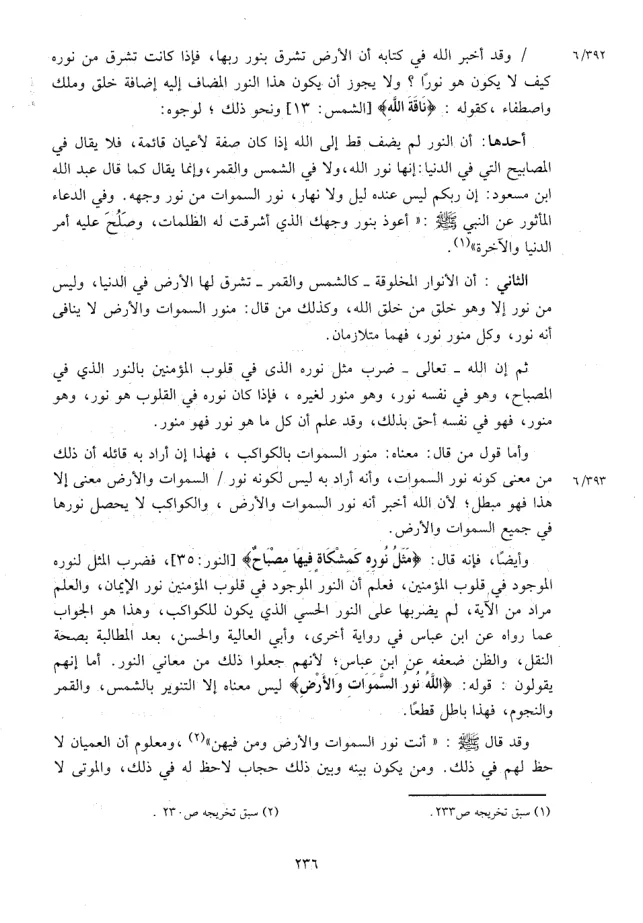 ٦/٣٩٢ / وقد أخبر الله في كتابه أن الأرض تشرق بنور ربها، فإذا كانت تشرق من نوره
كيف لا يكون هو نورًا ؟ ولا يجوز أن يكون هذا النور المضاف إليه إضافة خلق وملك
واصطفاء ،كقوله : ﴿نَاقَةَ اللَّه﴾ [الشمس: ١٣] ونحو ذلك ؛ لوجوه:
أحدها: أن النور لم يضف قط إلى الله إذا كان صفة لأعيان قائمة، فلا يقال في
المصابيح التي في الدنيا:إنها نور الله،ولا في الشمس والقمر،وإنما يقال كما قال عبد الله
ابن مسعود: إن ربكم ليس عنده ليل ولا نهار، نور السموات من نور وجهه. وفي الدعاء
المأثور عن النبي ﷺ :« أعوذ بنور وجهك الذي أشرقت له الظلمات، وصَلُحَ عليه أمر
الدنيا والآخرة»(١).
الثاني : أن الأنوار المخلوقة ـ كالشمس والقمر ـ تشرق لها الأرض في الدنيا، وليس
من نور إلا وهو خلق من خلق الله، وكذلك من قال: منور السموات والأرض لا ينافى
أنه نور، وكل منور نور، فهما متلازمان.
ثم إن الله ـ تعالى ـ ضرب مثل نوره الذى في قلوب المؤمنين بالنور الذي في
المصباح، وهو في نفسه نور، وهو منور لغيره ، فإذا كان نوره في القلوب هو نور، وهو
منور، فهو في نفسه أحق بذلك، وقد علم أن كل ما هو نور فهو منور.
وأما قول من قال: معناه: منور السموات بالكواكب ، فهذا إن أراد به قائله أن ذلك
٦/٣٩٣ من معنى كونه نور السموات، وأنه أراد به ليس لكونه نور / السموات والأرض معنى إلا
هذا فهو مبطل؛ لأن الله أخبر أنه نور السموات والأرض ، والكواكب لا يحصل نورها
في جميع السموات والأرض.
وأيضًا، فإنه قال: ﴿مَثَلُ نُورِهِ كَمِشْكَاةٍ فِيهَا مِصْبَاحٌ﴾ [النور:٣٥]، فضرب المثل لنوره
الموجود في قلوب المؤمنين، فعلم أن النور الموجود في قلوب المؤمنين نور الإيمان، والعلم
مراد من الآية، لم يضربها على النور الحسي الذي يكون للكواكب، وهذا هو الجواب
عما رواه عن ابن عباس في رواية أخرى، وأبي العالية والحسن، بعد المطالبة بصحة
النقل، والظن ضعفه عن ابن عباس؛ لأنهم جعلوا ذلك من معاني النور. أما إنهم
يقولون : قوله: ﴿اللَّهُ نُورُ السَّمَوَاتِ وَالأَرْضِ﴾ ليس معناه إلا التنوير بالشمس، والقمر
والنجوم، فهذا باطل قطعًا.
وقد قال ﷺ : « أنت نور السموات والأرض ومن فيهن»(٢) ،ومعلوم أن العميان لا
حظ لهم في ذلك. ومن يكون بينه وبين ذلك حجاب لاحظ له في ذلك، والموتى لا
(١) سبق تخريجه ص٢٣٣. (٢) سبق تخريجه ص٢٣٠ .
٢٣٦